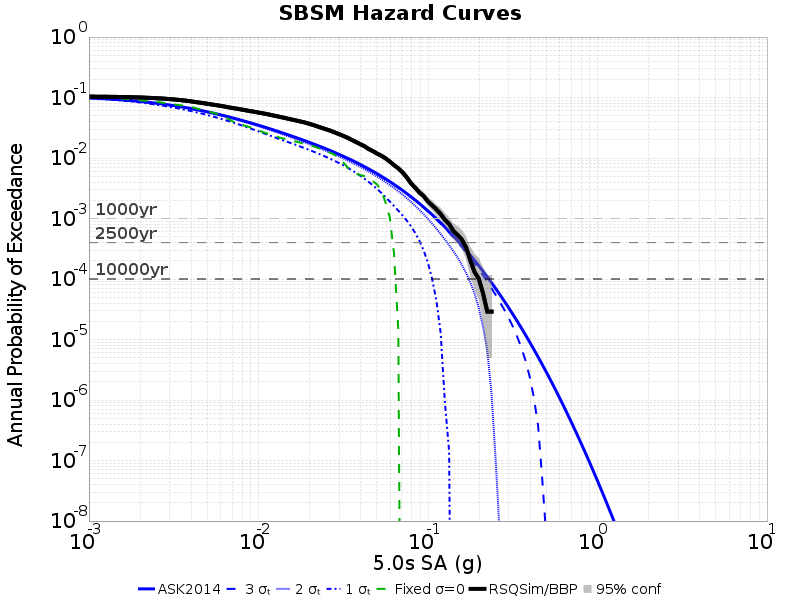 SBSM Hazard Curves
Annual Probability of Exceedance
10^0
10^-1
10^-2
10^-3
10^-4
10^-5
10^-6
10^-7
10^-8
1000yr
2500yr
10000yr
10^-3 10^-2 10^-1 10^0 10^1
5.0s SA (g)
ASK2014 3 σₜ 2 σₜ 1 σₜ Fixed σ=0 RSQSim/BBP 95% conf